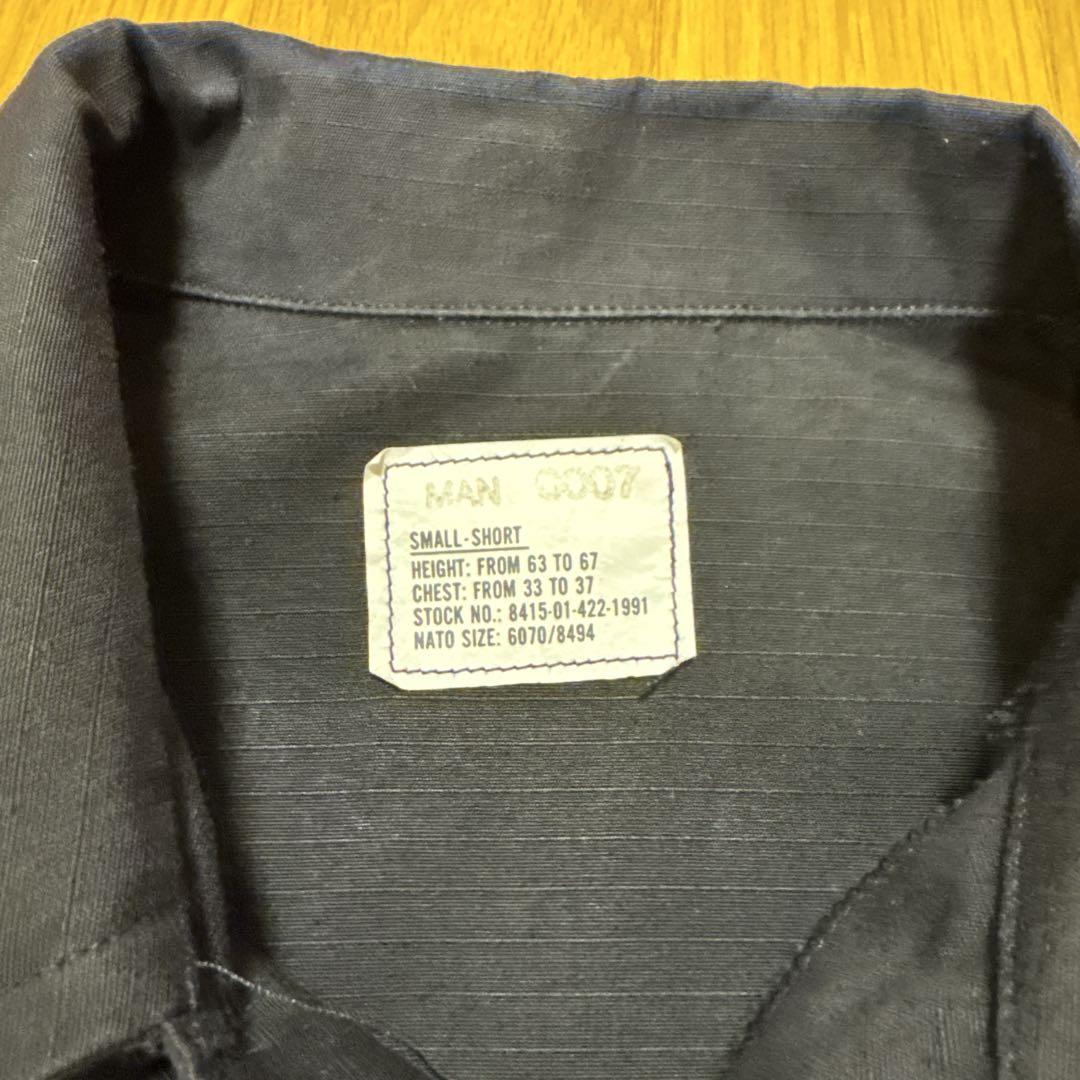 MAN 0007
SMALL-SHORT
HEIGHT: FROM 63 TO 67
CHEST: FROM 33 TO 37
STOCK NO.: 8415-01-422-1991
NATO SIZE: 6070/8494